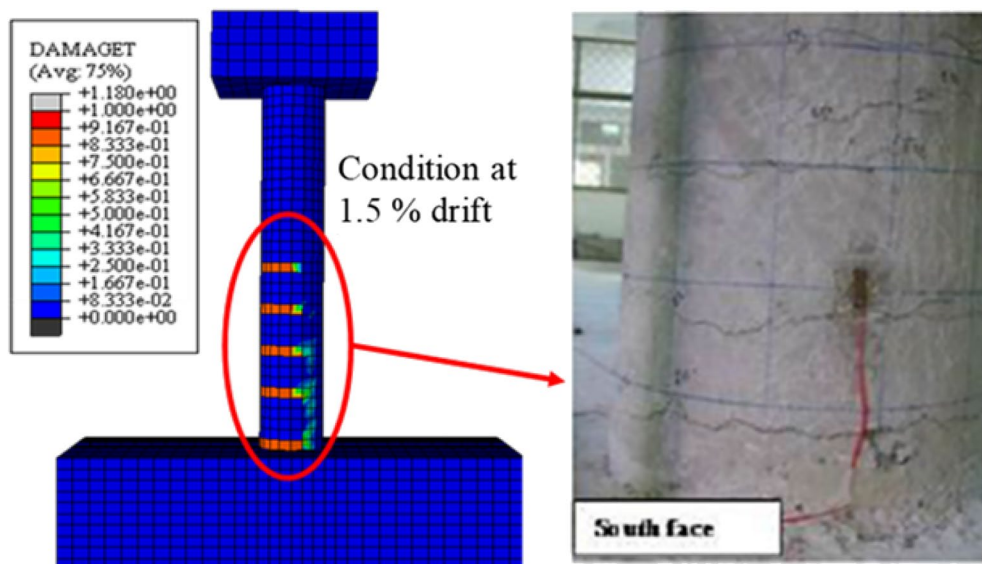 DAMAGET
(Avg: 75%)
+1.180e+00
+1.000e+00
+9.167e-01
+8.333e-01
+7.500e-01
+6.667e-01
+5.833e-01
+5.000e-01
+4.167e-01
+3.333e-01
+2.500e-01
+1.667e-01
+8.333e-02
+0.000e+00
Condition at
1.5 % drift
South face